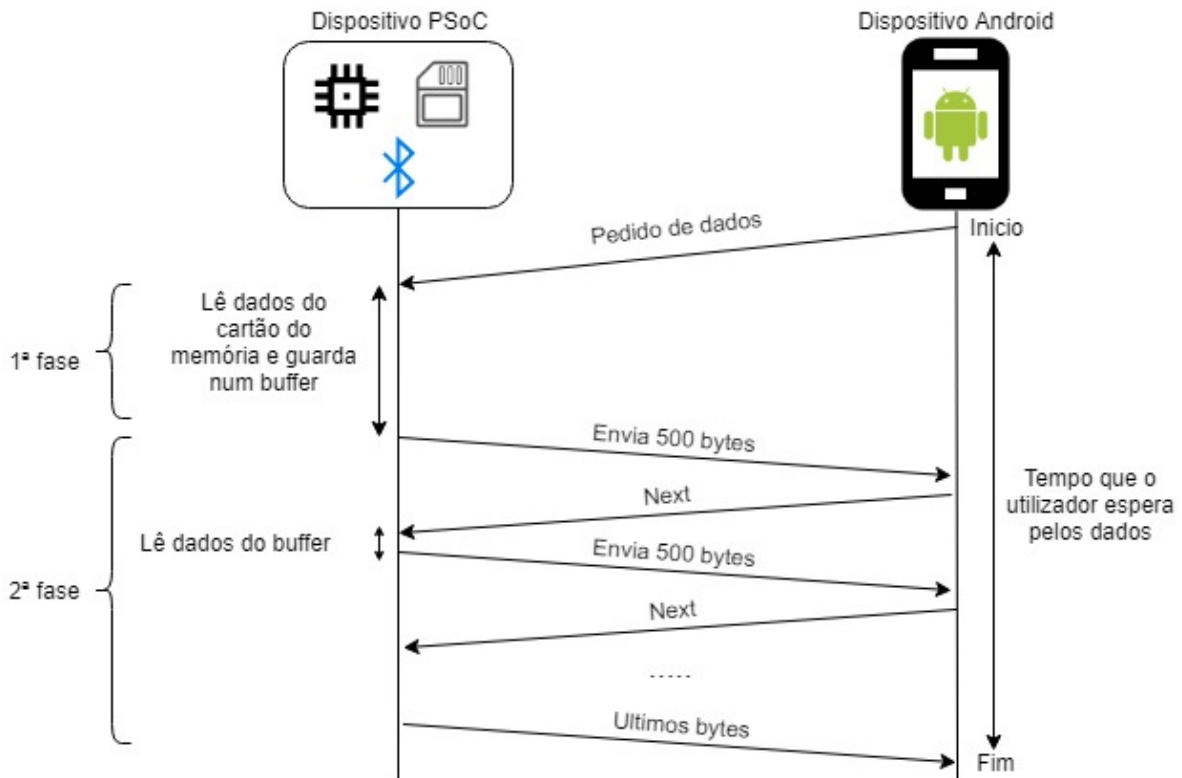 Dispositivo PSoC
Dispositivo Android
Inicio
Pedido de dados
Lê dados do
cartão do
memória e guarda
num buffer
1ª fase
Envia 500 bytes
Next
Tempo que o
utilizador espera
pelos dados
Lê dados do buffer
Envia 500 bytes
2ª fase
Next
.....
Ultimos bytes
Fim